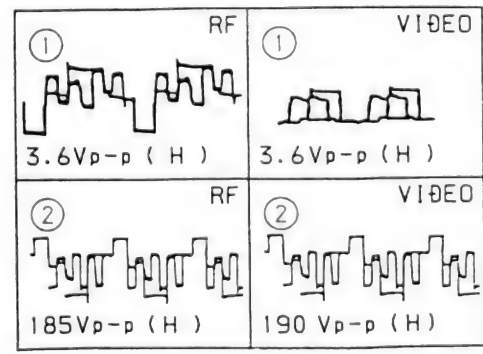 ① RF
3.6Vp-p ( H )
① VIDEO
3.6Vp-p ( H )
② RF
185Vp-p ( H )
② VIDEO
190 Vp-p ( H )